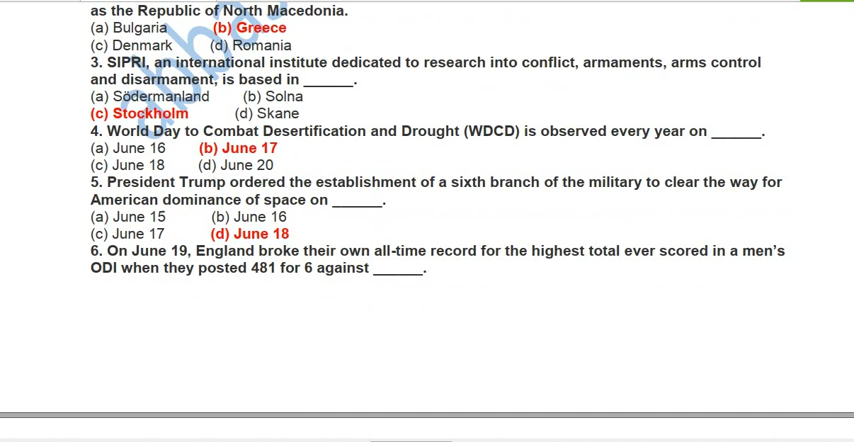 as the Republic of North Macedonia.
(a) Bulgaria (b) Greece
(c) Denmark (d) Romania
3. SIPRI, an international institute dedicated to research into conflict, armaments, arms control
and disarmament, is based in ______.
(a) Södermanland (b) Solna
(c) Stockholm (d) Skane
4. World Day to Combat Desertification and Drought (WDCD) is observed every year on ______.
(a) June 16 (b) June 17
(c) June 18 (d) June 20
5. President Trump ordered the establishment of a sixth branch of the military to clear the way for
American dominance of space on ______.
(a) June 15 (b) June 16
(c) June 17 (d) June 18
6. On June 19, England broke their own all-time record for the highest total ever scored in a men’s
ODI when they posted 481 for 6 against ______.